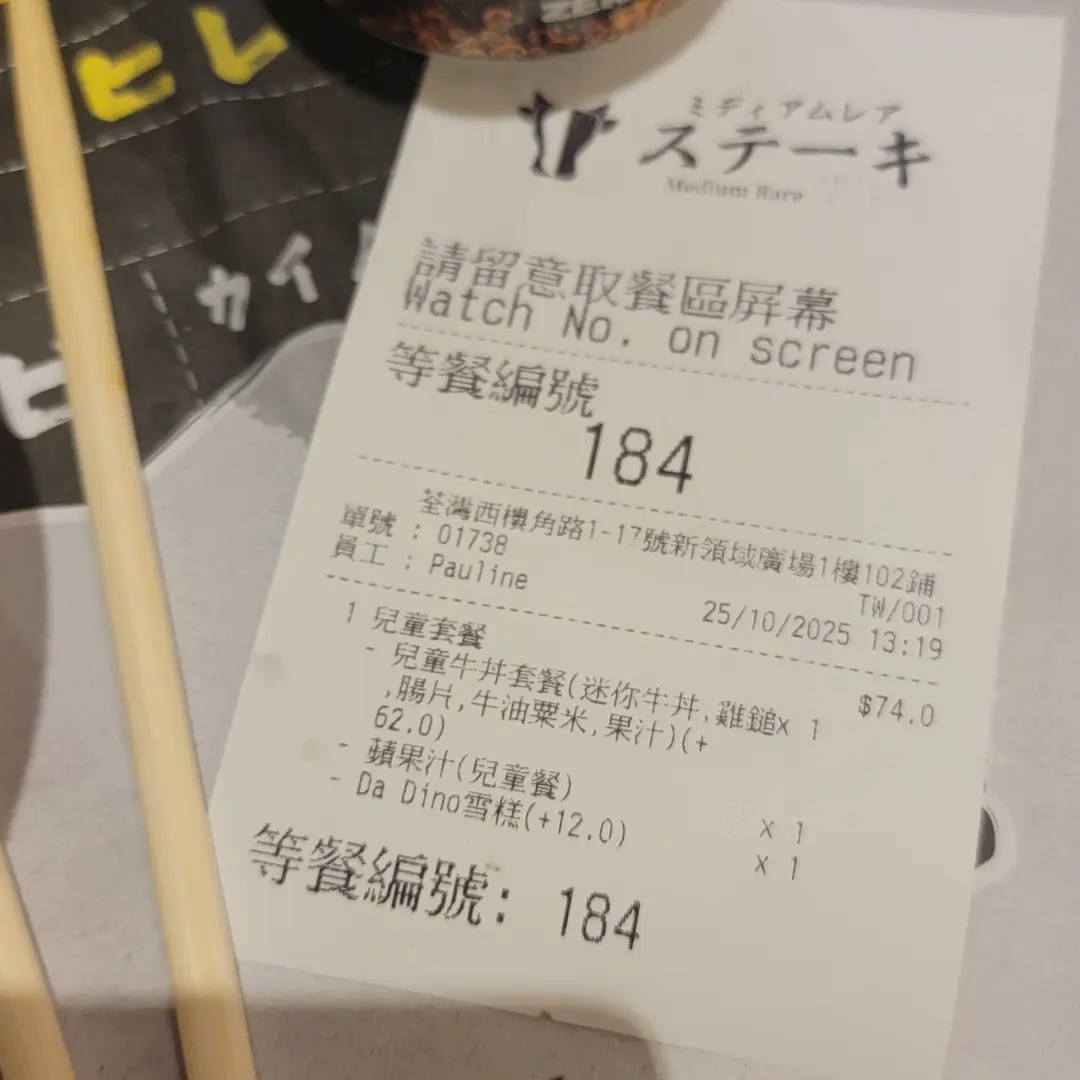 ヒレ
カイ
ZEN
ミディアムレア
ステーキ
Medium Rare
請留意取餐區屏幕
Watch No. on screen
等餐編號
184
荃灣西樓角路1-17號新領域廣場1樓102鋪
單號 : 01738
TW/001
員工 : Pauline
25/10/2025 13:19
1 兒童套餐
$74.0
- 兒童牛丼套餐(迷你牛丼,雞鎚x 1
,腸片,牛油粟米,果汁)(+
62.0)
- 蘋果汁(兒童餐) x 1
- Da Dino雪糕(+12.0) x 1
等餐編號: 184